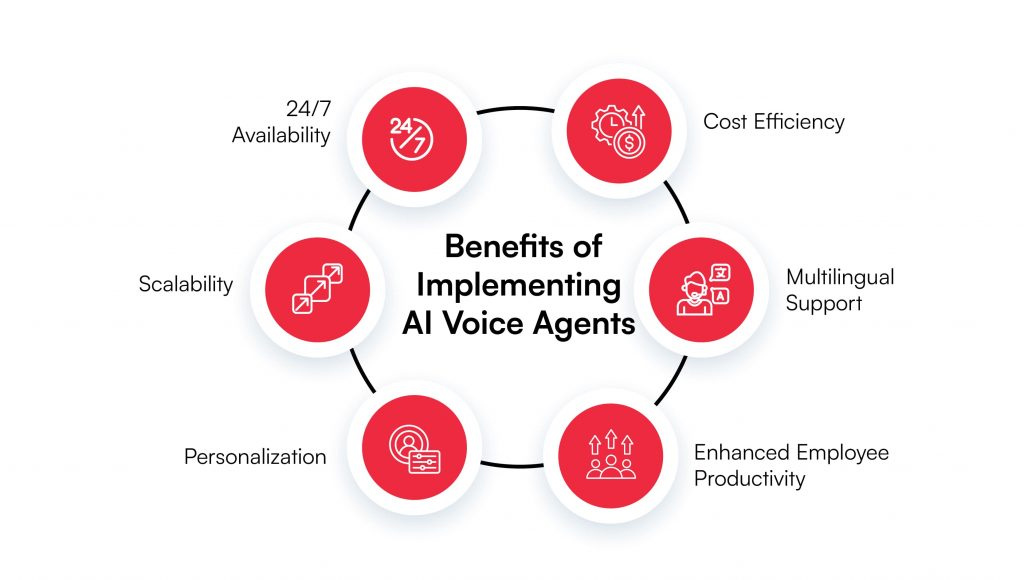 24/7
Availability
24/7
Cost Efficiency
$
Benefits of
Implementing
AI Voice Agents
Scalability
Multilingual
Support
文
A
Personalization
Enhanced Employee
Productivity